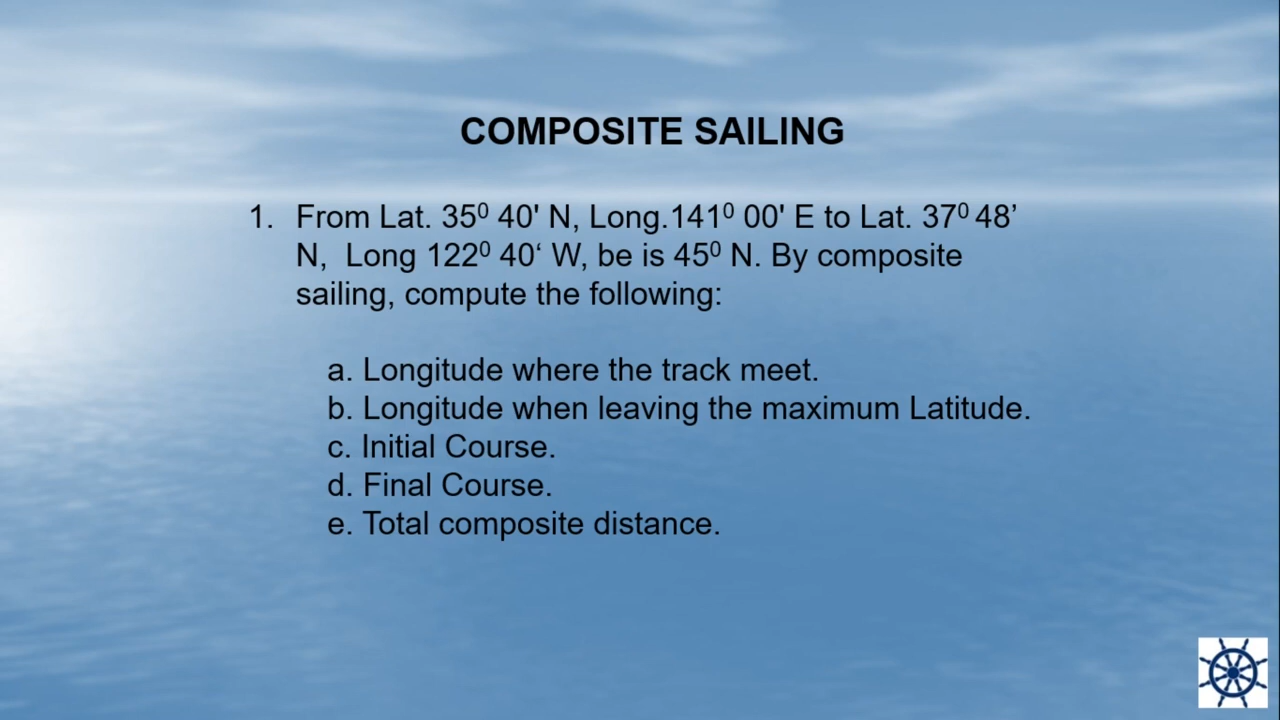 COMPOSITE SAILING
1. From Lat. 35⁰ 40' N, Long.141⁰ 00' E to Lat. 37⁰ 48’
N, Long 122⁰ 40‘ W, be is 45⁰ N. By composite
sailing, compute the following:
a. Longitude where the track meet.
b. Longitude when leaving the maximum Latitude.
c. Initial Course.
d. Final Course.
e. Total composite distance.